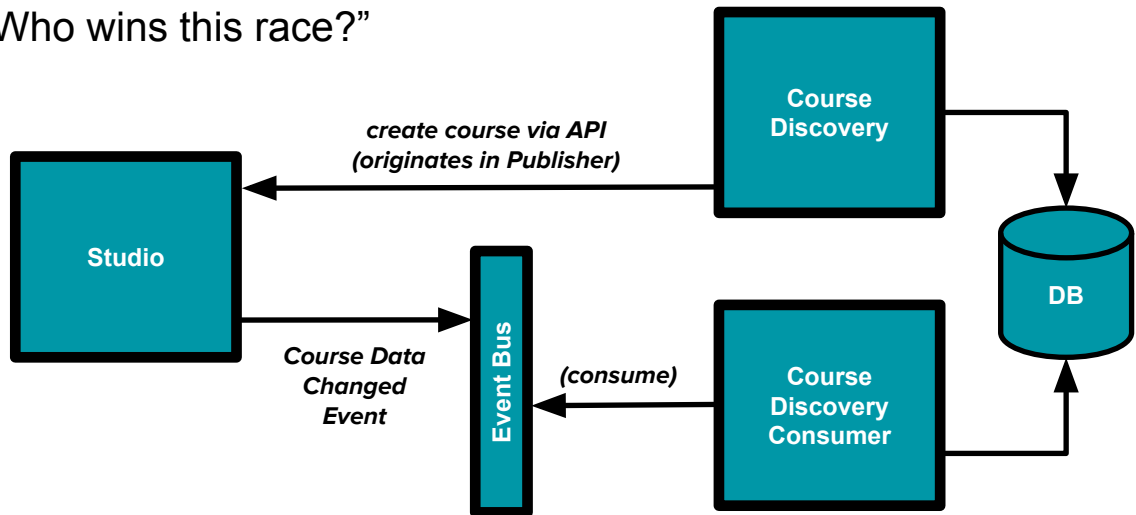 Who wins this race?”
Course
Discovery
create course via API
(originates in Publisher)
Studio
DB
Event Bus
Course Data
Changed
Event
(consume)
Course
Discovery
Consumer